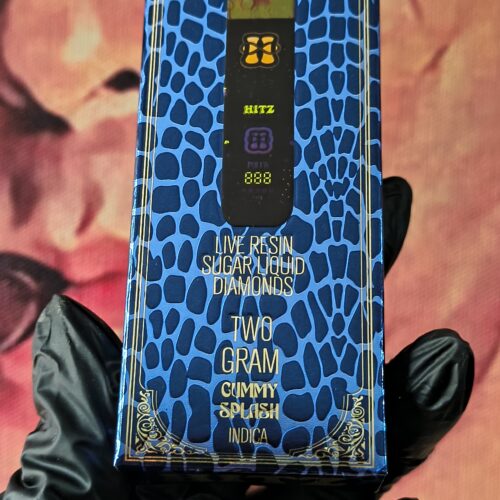 HITZ
888
LIVE RESIN
SUGAR LIQUID
DIAMONDS
TWO
GRAM
GUMMY
SPLASH
INDICA